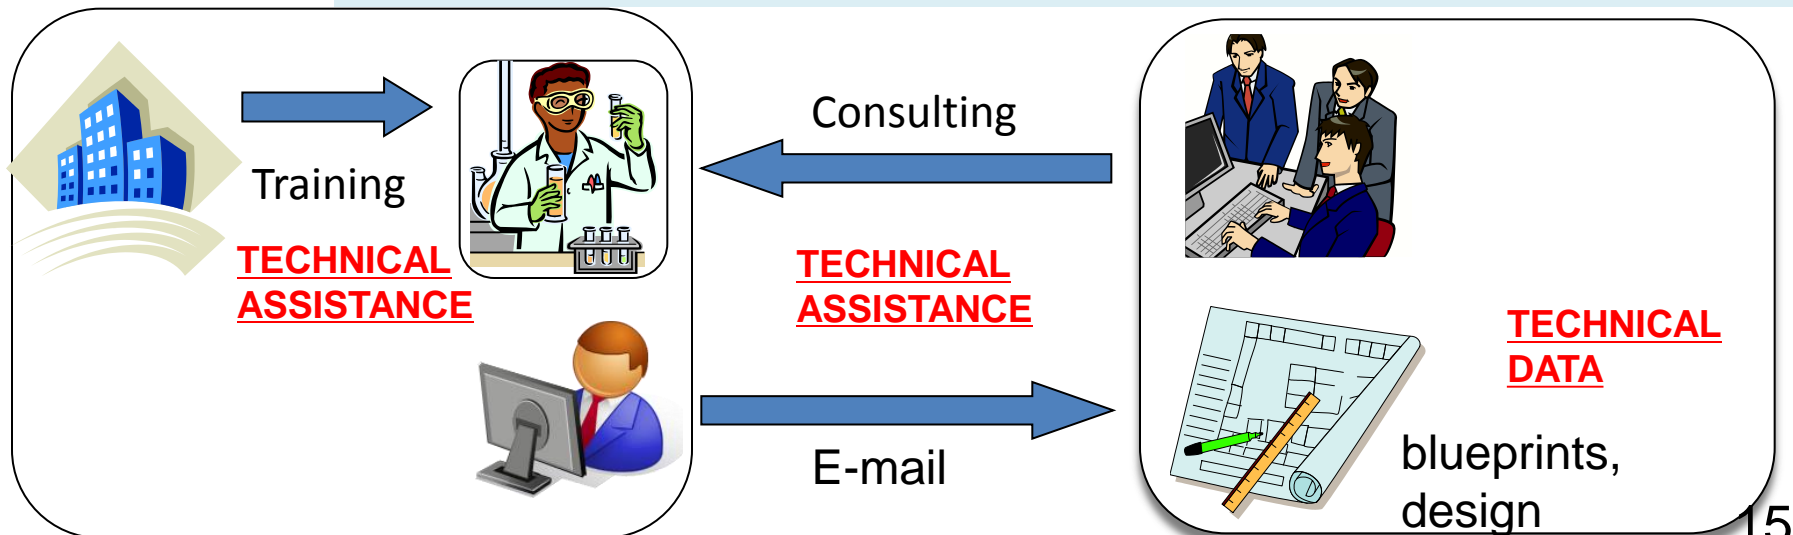 Training
TECHNICAL
ASSISTANCE
Consulting
TECHNICAL
ASSISTANCE
E-mail
TECHNICAL
DATA
blueprints,
design
15